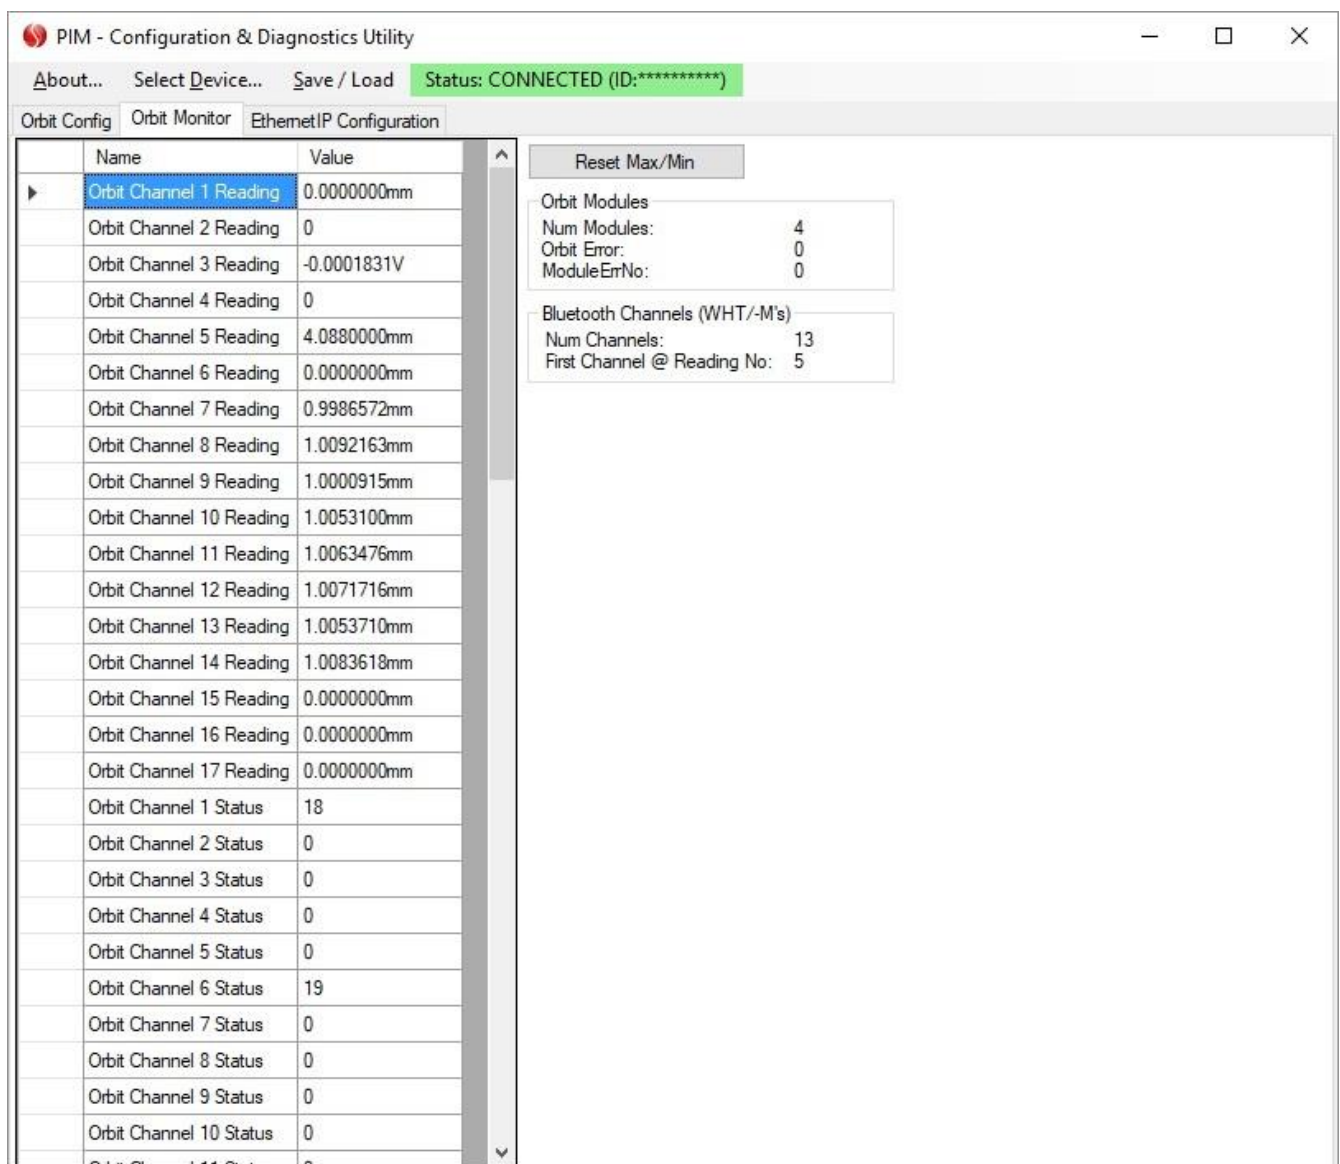 PIM - Configuration & Diagnostics Utility
About... Select Device... Save / Load Status: CONNECTED (ID:**********)
Orbit Config Orbit Monitor EthernetIP Configuration
Name Value
Orbit Channel 1 Reading 0.0000000mm
Orbit Channel 2 Reading 0
Orbit Channel 3 Reading -0.0001831V
Orbit Channel 4 Reading 0
Orbit Channel 5 Reading 4.0880000mm
Orbit Channel 6 Reading 0.0000000mm
Orbit Channel 7 Reading 0.9986572mm
Orbit Channel 8 Reading 1.0092163mm
Orbit Channel 9 Reading 1.0000915mm
Orbit Channel 10 Reading 1.0053100mm
Orbit Channel 11 Reading 1.0063476mm
Orbit Channel 12 Reading 1.0071716mm
Orbit Channel 13 Reading 1.0053710mm
Orbit Channel 14 Reading 1.0083618mm
Orbit Channel 15 Reading 0.0000000mm
Orbit Channel 16 Reading 0.0000000mm
Orbit Channel 17 Reading 0.0000000mm
Orbit Channel 1 Status 18
Orbit Channel 2 Status 0
Orbit Channel 3 Status 0
Orbit Channel 4 Status 0
Orbit Channel 5 Status 0
Orbit Channel 6 Status 19
Orbit Channel 7 Status 0
Orbit Channel 8 Status 0
Orbit Channel 9 Status 0
Orbit Channel 10 Status 0
Reset Max/Min
Orbit Modules
Num Modules: 4
Orbit Error: 0
ModuleErrNo: 0
Bluetooth Channels (WHT/-M's)
Num Channels: 13
First Channel @ Reading No: 5